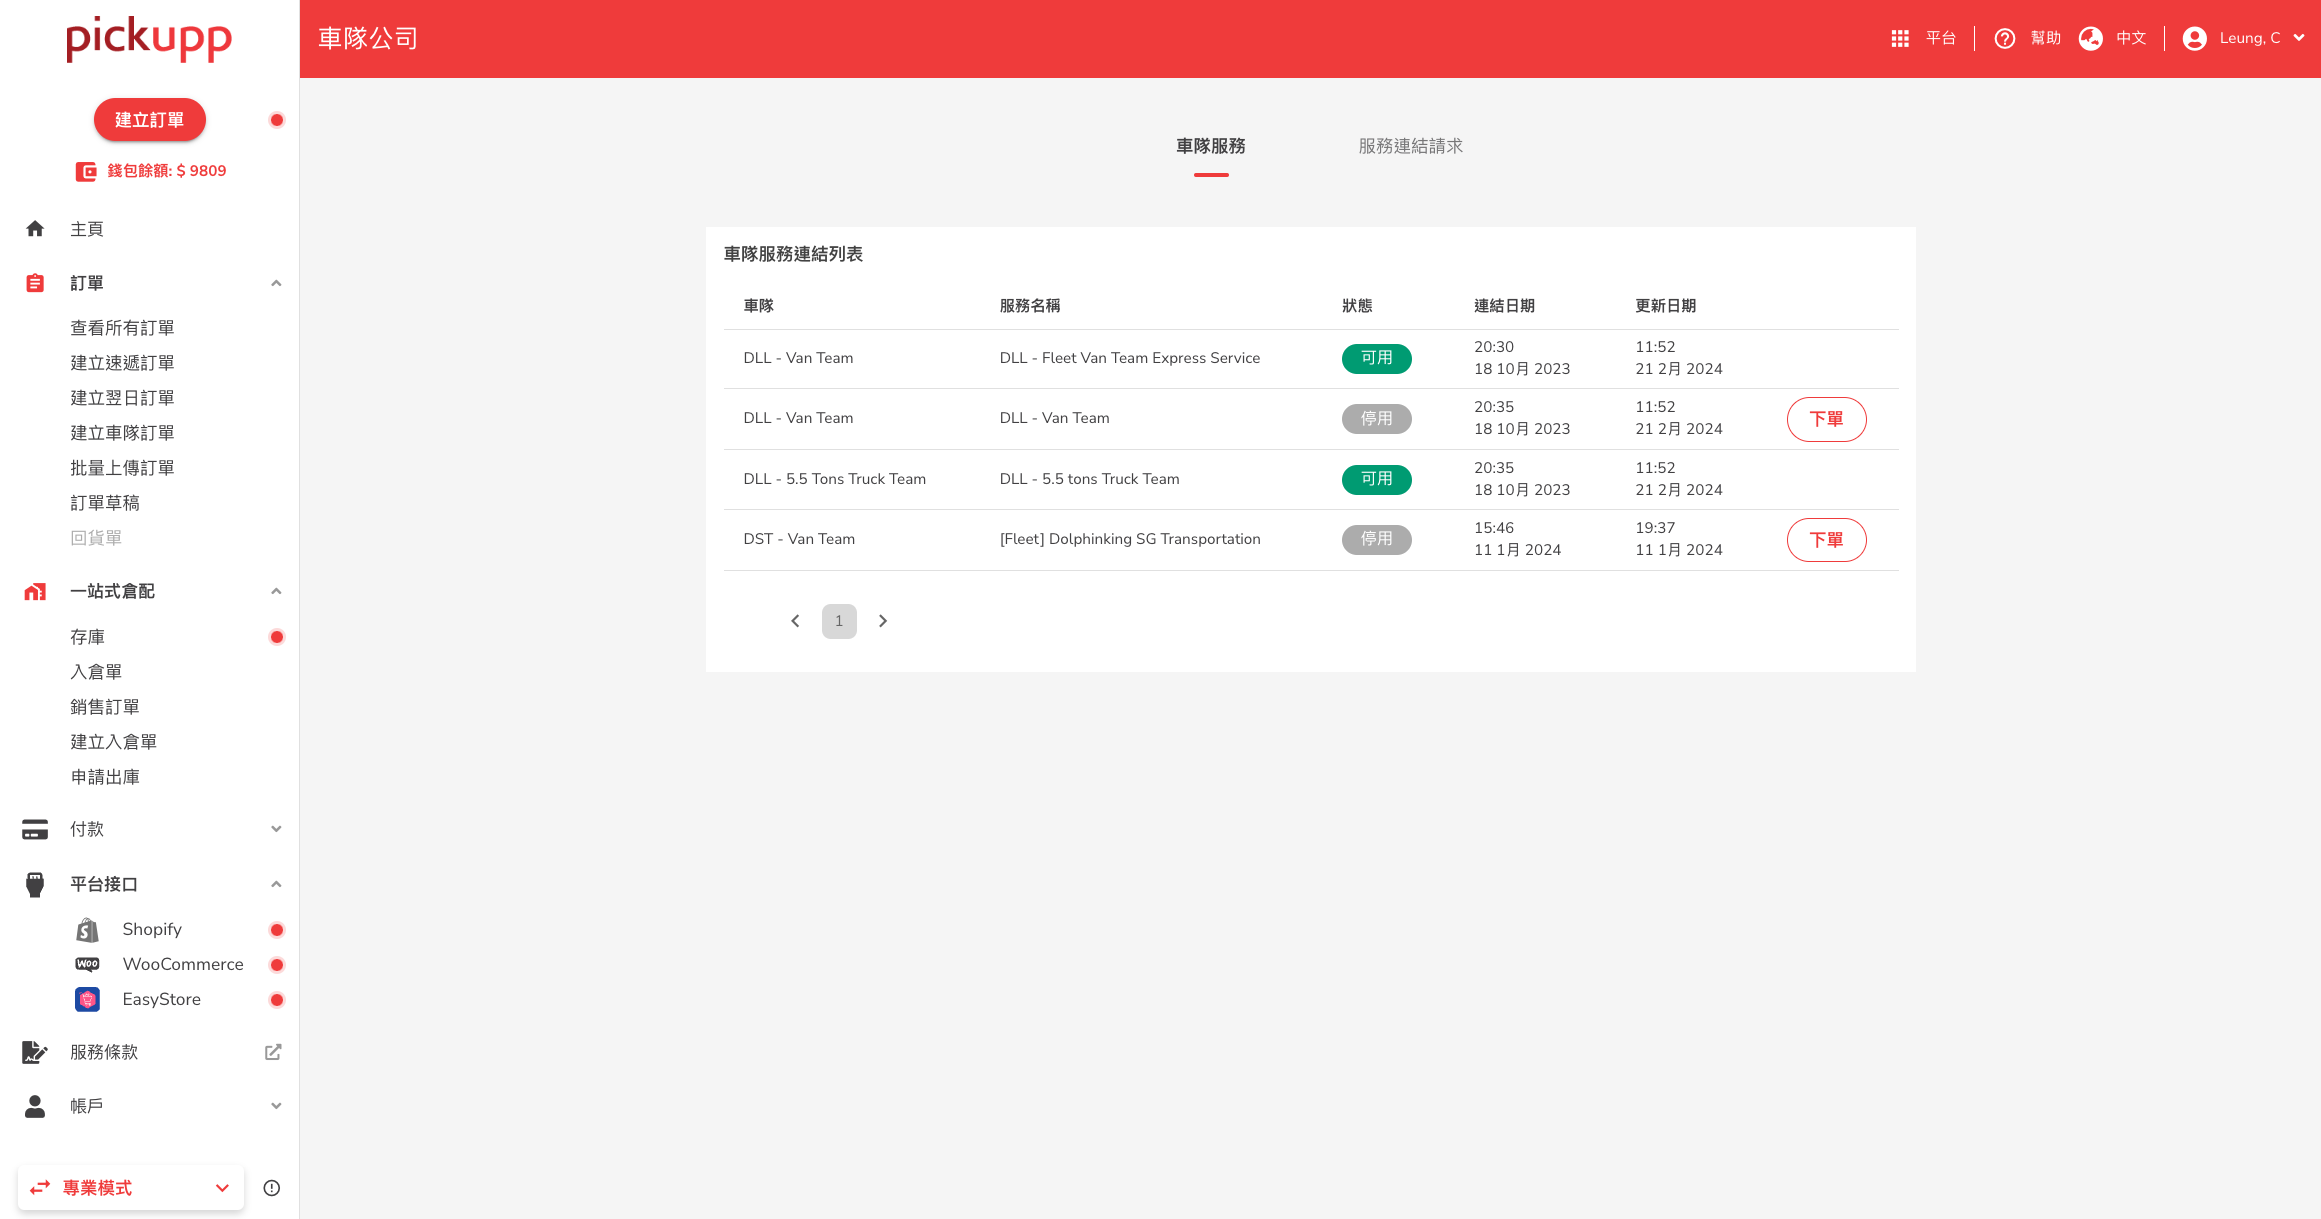 pickupp
車隊公司
平台
幫助
中文
Leung, C
建立訂單
錢包餘額: $ 9809
主頁
訂單
查看所有訂單
建立速遞訂單
建立翌日訂單
建立車隊訂單
批量上傳訂單
訂單草稿
回貨單
一站式倉配
存庫
入倉單
銷售訂單
建立入倉單
申請出庫
付款
平台接口
Shopify
WooCommerce
EasyStore
服務條款
帳戶
專業模式
車隊服務
服務連結請求
車隊服務連結列表
車隊 服務名稱 狀態 連結日期 更新日期
DLL - Van Team DLL - Fleet Van Team Express Service 可用 20:30 11:52
18 10月 2023 21 2月 2024
DLL - Van Team DLL - Van Team 停用 20:35 11:52 下單
18 10月 2023 21 2月 2024
DLL - 5.5 Tons Truck Team DLL - 5.5 tons Truck Team 可用 20:35 11:52
18 10月 2023 21 2月 2024
DST - Van Team [Fleet] Dolphinking SG Transportation 停用 15:46 19:37 下單
11 1月 2024 11 1月 2024
1